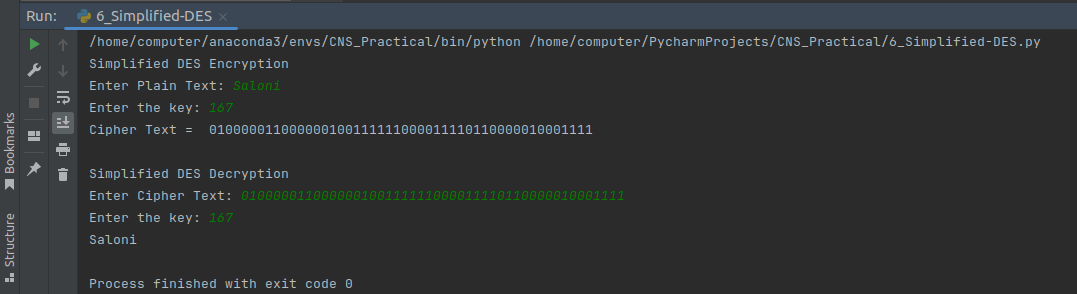 Run: 6_Simplified-DES
/home/computer/anaconda3/envs/CNS_Practical/bin/python /home/computer/PycharmProjects/CNS_Practical/6_Simplified-DES.py
Simplified DES Encryption
Enter Plain Text: Saloni
Enter the key: 167
Cipher Text =  010000011000000100111111000011110110000010001111
Simplified DES Decryption
Enter Cipher Text: 010000011000000100111111000011110110000010001111
Enter the key: 167
Saloni
Process finished with exit code 0
Bookmarks
Structure